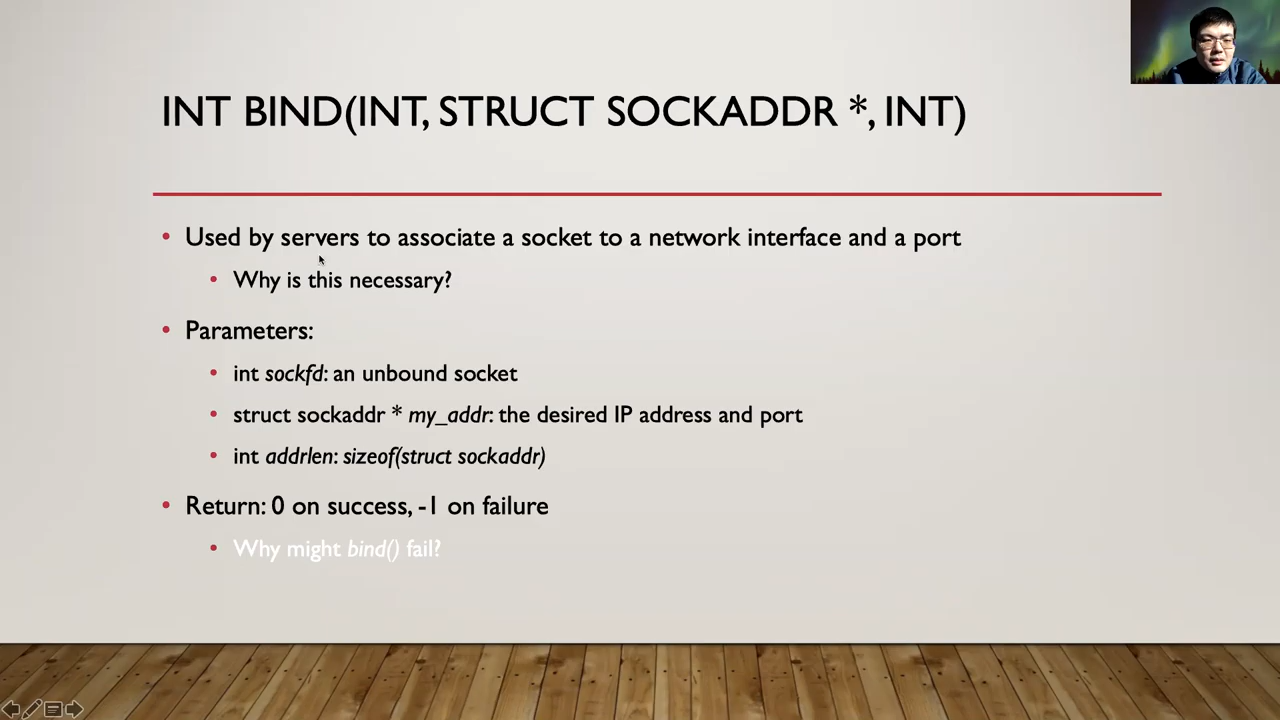 INT BIND(INT, STRUCT SOCKADDR *, INT)
• Used by servers to associate a socket to a network interface and a port
• Why is this necessary?
• Parameters:
• int sockfd: an unbound socket
• struct sockaddr * my_addr: the desired IP address and port
• int addrlen: sizeof(struct sockaddr)
• Return: 0 on success, -1 on failure
• Why might bind() fail?